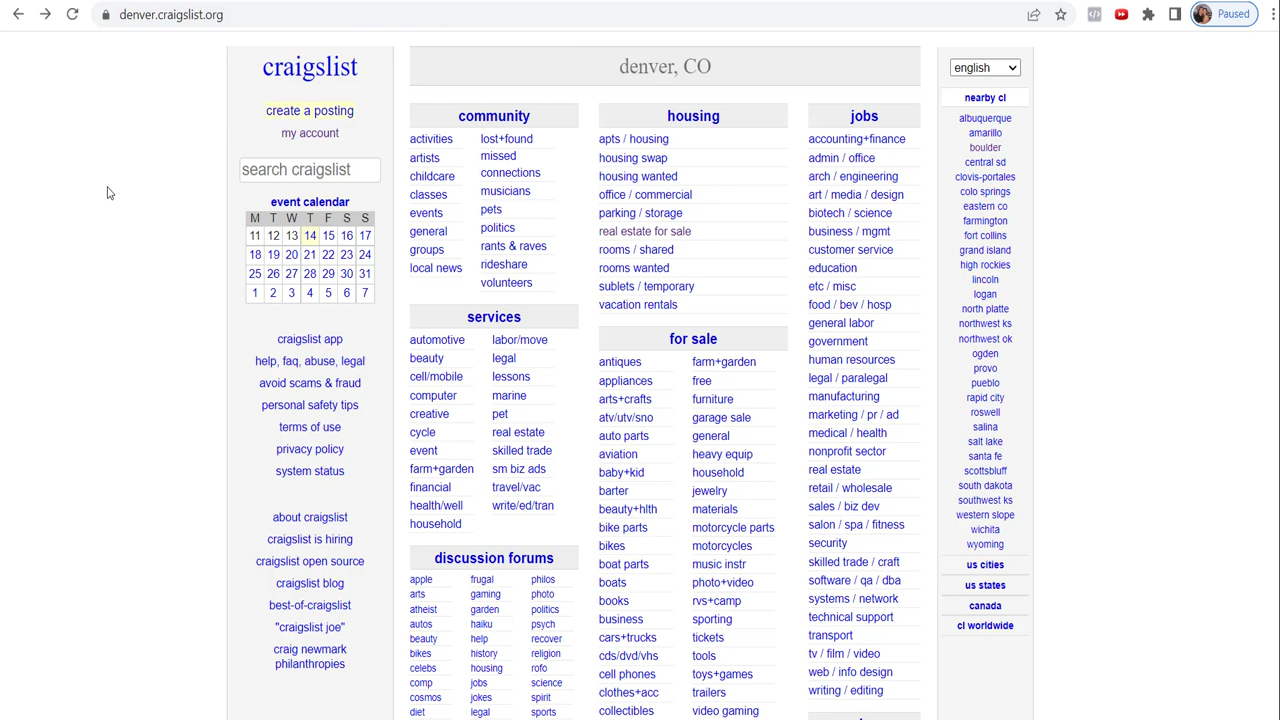 denver.craigslist.org
Paused
craigslist
create a posting
my account
search craigslist
event calendar
M T W T F S S
11 12 13 14 15 16 17
18 19 20 21 22 23 24
25 26 27 28 29 30 31
1 2 3 4 5 6 7
craigslist app
help, faq, abuse, legal
avoid scams & fraud
personal safety tips
terms of use
privacy policy
system status
about craigslist
craigslist is hiring
craigslist open source
craigslist blog
best-of-craigslist
"craigslist joe"
craig newmark
philanthropies
denver, CO
community
activities
artists
childcare
classes
events
general
groups
local news
lost+found
missed
connections
musicians
pets
politics
rants & raves
rideshare
volunteers
services
automotive
beauty
cell/mobile
computer
creative
cycle
event
farm+garden
financial
health/well
household
labor/move
legal
lessons
marine
pet
real estate
skilled trade
sm biz ads
travel/vac
write/ed/tran
discussion forums
apple
arts
atheist
autos
beauty
bikes
celebs
comp
cosmos
diet
frugal
gaming
garden
haiku
help
history
housing
jobs
jokes
legal
philos
photo
politics
psych
recover
religion
rofo
science
spirit
sports
housing
apts / housing
housing swap
housing wanted
office / commercial
parking / storage
real estate for sale
rooms / shared
rooms wanted
sublets / temporary
vacation rentals
for sale
antiques
appliances
arts+crafts
atv/utv/sno
auto parts
aviation
baby+kid
barter
beauty+hlth
bike parts
bikes
boat parts
boats
books
business
cars+trucks
cds/dvd/vhs
cell phones
clothes+acc
collectibles
farm+garden
free
furniture
garage sale
general
heavy equip
household
jewelry
materials
motorcycle parts
motorcycles
music instr
photo+video
rvs+camp
sporting
tickets
tools
toys+games
trailers
video gaming
jobs
accounting+finance
admin / office
arch / engineering
art / media / design
biotech / science
business / mgmt
customer service
education
etc / misc
food / bev / hosp
general labor
government
human resources
legal / paralegal
manufacturing
marketing / pr / ad
medical / health
nonprofit sector
real estate
retail / wholesale
sales / biz dev
salon / spa / fitness
security
skilled trade / craft
software / qa / dba
systems / network
technical support
transport
tv / film / video
web / info design
writing / editing
english
nearby cl
albuquerque
amarillo
boulder
central sd
clovis-portales
colo springs
eastern co
farmington
fort collins
grand island
high rockies
lincoln
logan
north platte
northwest ks
northwest ok
ogden
provo
pueblo
rapid city
roswell
salina
salt lake
santa fe
scottsbluff
south dakota
southwest ks
western slope
wichita
wyoming
us cities
us states
canada
cl worldwide